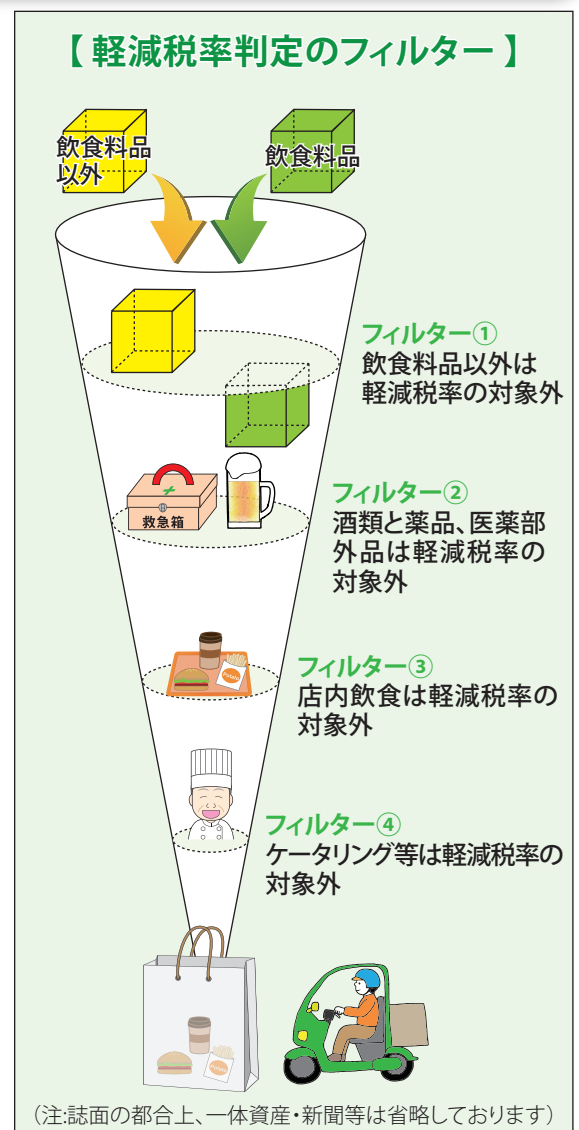 【 軽減税率判定のフィルター 】
飲食料品
以外
飲食料品
フィルター①
飲食料品以外は
軽減税率の対象外
フィルター②
酒類と薬品、医薬部
外品は軽減税率の
対象外
救急箱
フィルター③
店内飲食は軽減税率の
対象外
Potato
フィルター④
ケータリング等は軽減税率の
対象外
（注:誌面の都合上、一体資産・新聞等は省略しております）